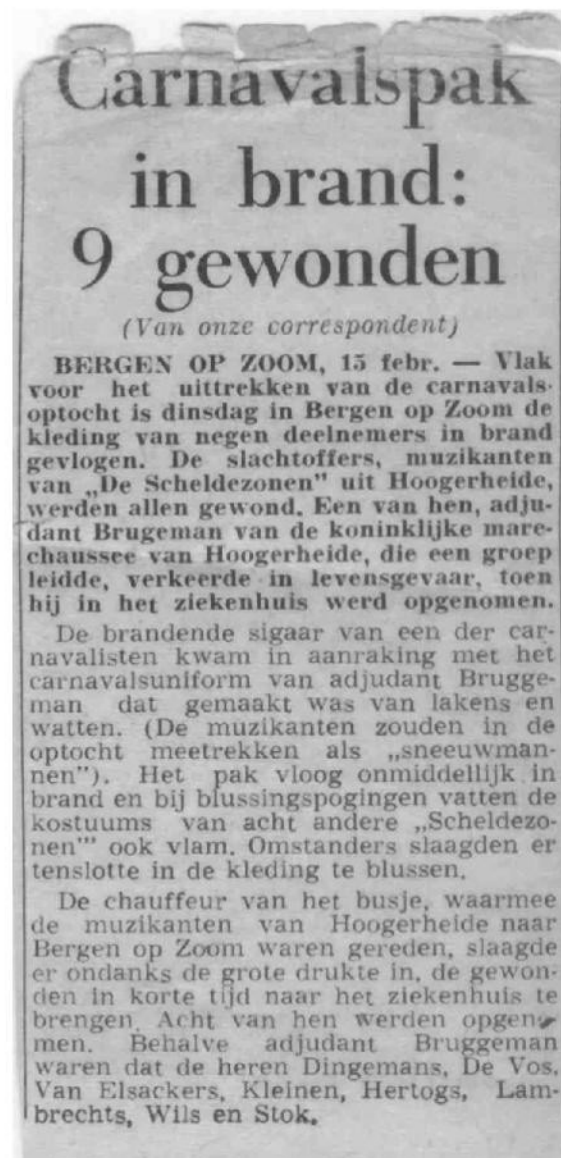 Carnavalspak
in brand:
9 gewonden
(Van onze correspondent)
BERGEN OP ZOOM, 15 febr. — Vlak
voor het uittrekken van de carnavals-
optocht is dinsdag in Bergen op Zoom de
kleding van negen deelnemers in brand
gevlogen. De slachtoffers, muzikanten
van „De Scheldezonen" uit Hoogerheide,
werden allen gewond. Een van hen, adju-
dant Brugeman van de koninklijke mare-
chaussee van Hoogerheide, die een groep
leidde, verkeerde in levensgevaar, toen
hij in het ziekenhuis werd opgenomen.
De brandende sigaar van een der car-
navalisten kwam in aanraking met het
carnavalsuniform van adjudant Brugge-
man dat gemaakt was van lakens en
watten. (De muzikanten zouden in de
optocht meetrekken als „sneeuwman-
nen"). Het pak vloog onmiddellijk in
brand en bij blussingspogingen vatten de
kostuums van acht andere „Scheldezo-
nen"' ook vlam. Omstanders slaagden er
tenslotte in de kleding te blussen.
De chauffeur van het busje, waarmee
de muzikanten van Hoogerheide naar
Bergen op Zoom waren gereden, slaagde
er ondanks de grote drukte in, de gewon-
den in korte tijd naar het ziekenhuis te
brengen. Acht van hen werden opgeno-
men. Behalve adjudant Bruggeman
waren dat de heren Dingemans, De Vos,
Van Elsackers, Kleinen, Hertogs, Lam-
brechts, Wils en Stok.